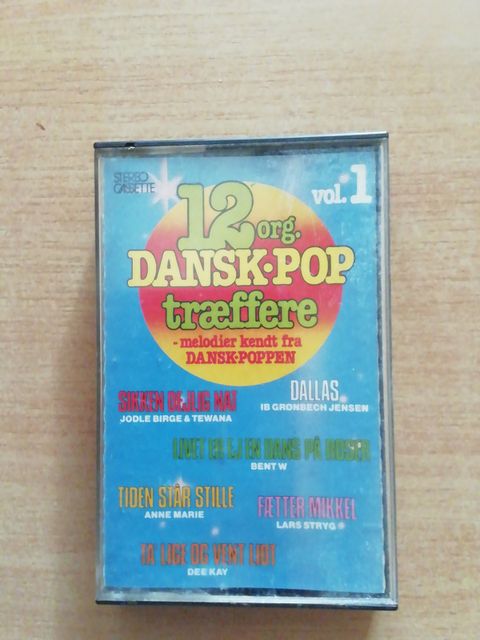 STEREO
CASSETTE
vol. 1
12 org.
DANSK·POP
træffere
- melodier kendt fra
DANSK·POPPEN
SIKKEN DEJLIG NAT
JODLE BIRGE & TEWANA
DALLAS
IB GRØNBECH JENSEN
LIVET ER EJ EN DANS PÅ ROSER
BENT W
TIDEN STÅR STILLE
ANNE MARIE
FÆTTER MIKKEL
LARS STRYG
TA' LIGE OG VENT LIDT
DEE KAY